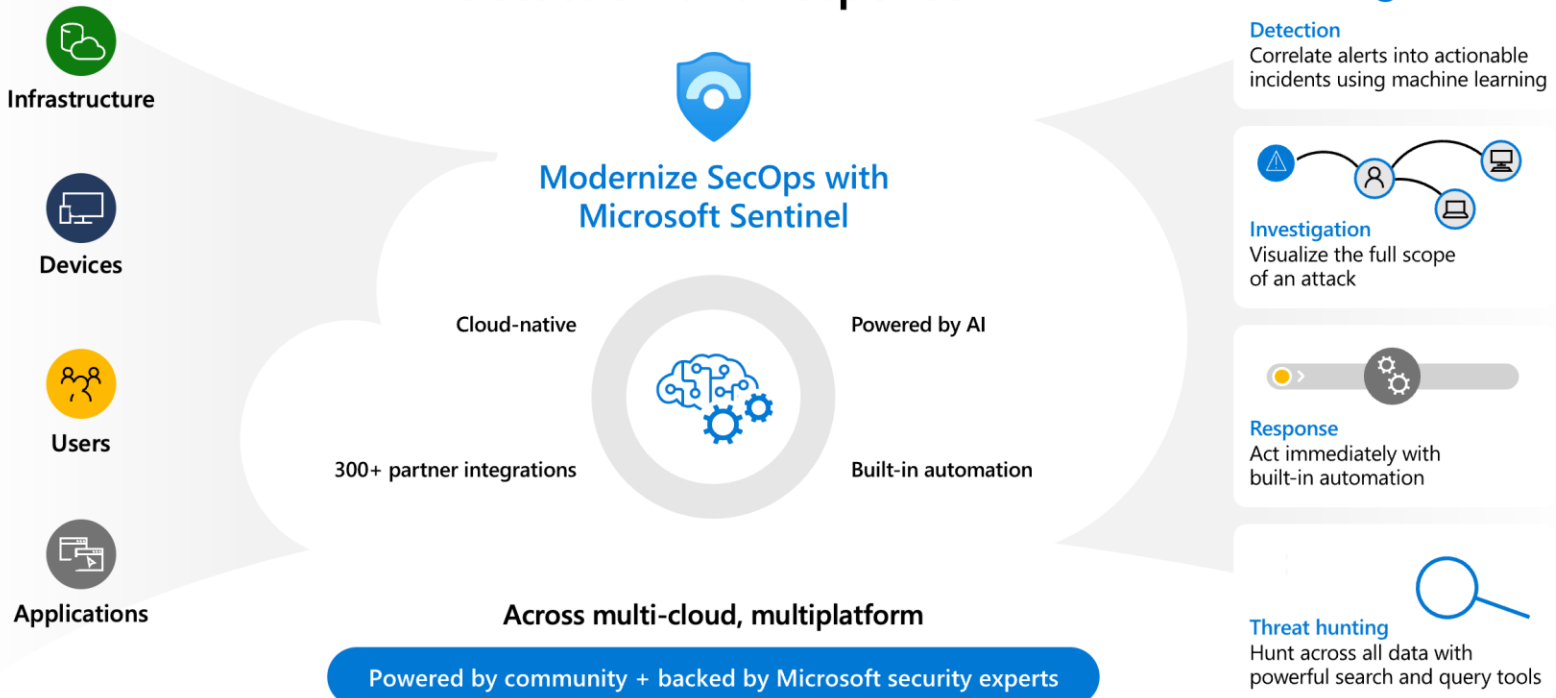 Infrastructure
Devices
Users
Applications
Modernize SecOps with
Microsoft Sentinel
Cloud-native
Powered by AI
300+ partner integrations
Built-in automation
Across multi-cloud, multiplatform
Powered by community + backed by Microsoft security experts
Detection
Correlate alerts into actionable
incidents using machine learning
Investigation
Visualize the full scope
of an attack
Response
Act immediately with
built-in automation
Threat hunting
Hunt across all data with
powerful search and query tools